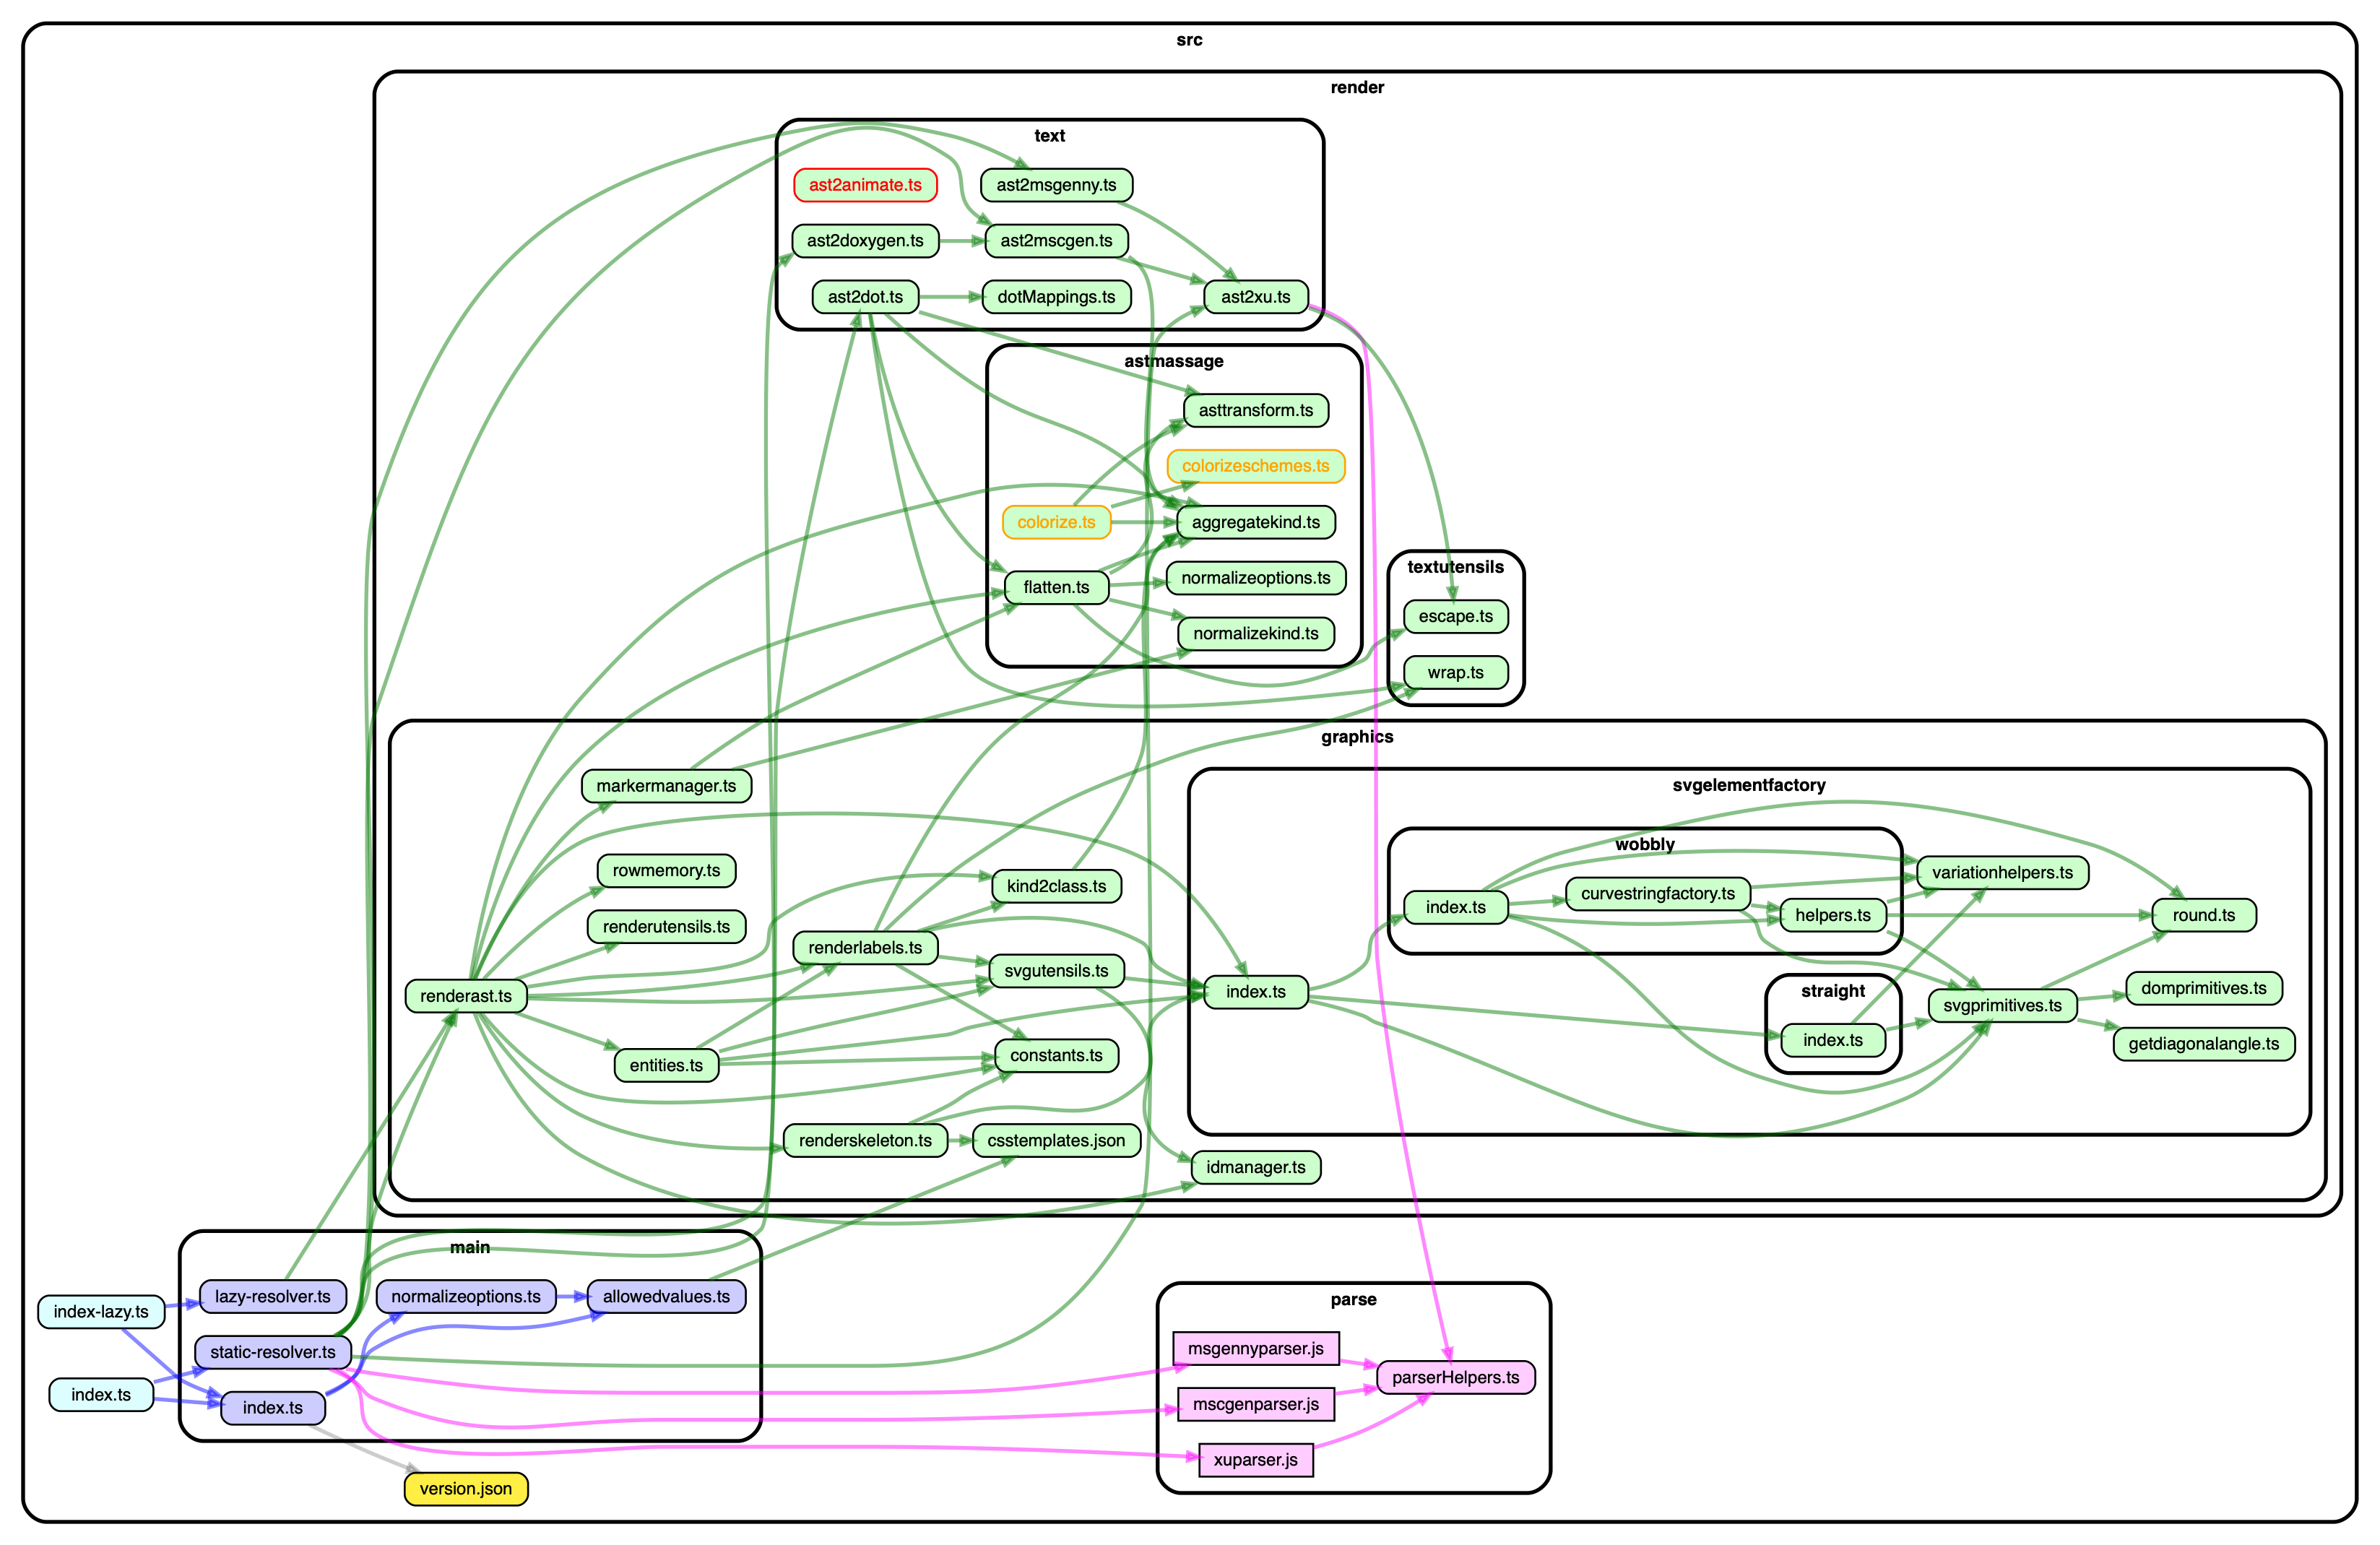 src
render
text
ast2animate.ts
ast2msgenny.ts
ast2doxygen.ts
ast2mscgen.ts
ast2dot.ts
dotMappings.ts
ast2xu.ts
astmassage
asttransform.ts
colorizeschemes.ts
colorize.ts
aggregatekind.ts
flatten.ts
normalizeoptions.ts
normalizekind.ts
textutensils
escape.ts
wrap.ts
graphics
markermanager.ts
rowmemory.ts
renderutensils.ts
renderast.ts
entities.ts
renderlabels.ts
kind2class.ts
svgutensils.ts
constants.ts
renderskeleton.ts
csstemplates.json
idmanager.ts
svgelementfactory
index.ts
wobbly
index.ts
curvestringfactory.ts
helpers.ts
variationhelpers.ts
round.ts
straight
index.ts
svgprimitives.ts
domprimitives.ts
getdiagonalangle.ts
main
lazy-resolver.ts
normalizeoptions.ts
allowedvalues.ts
static-resolver.ts
index.ts
index-lazy.ts
index.ts
version.json
parse
msgennyparser.js
mscgenparser.js
xuparser.js
parserHelpers.ts